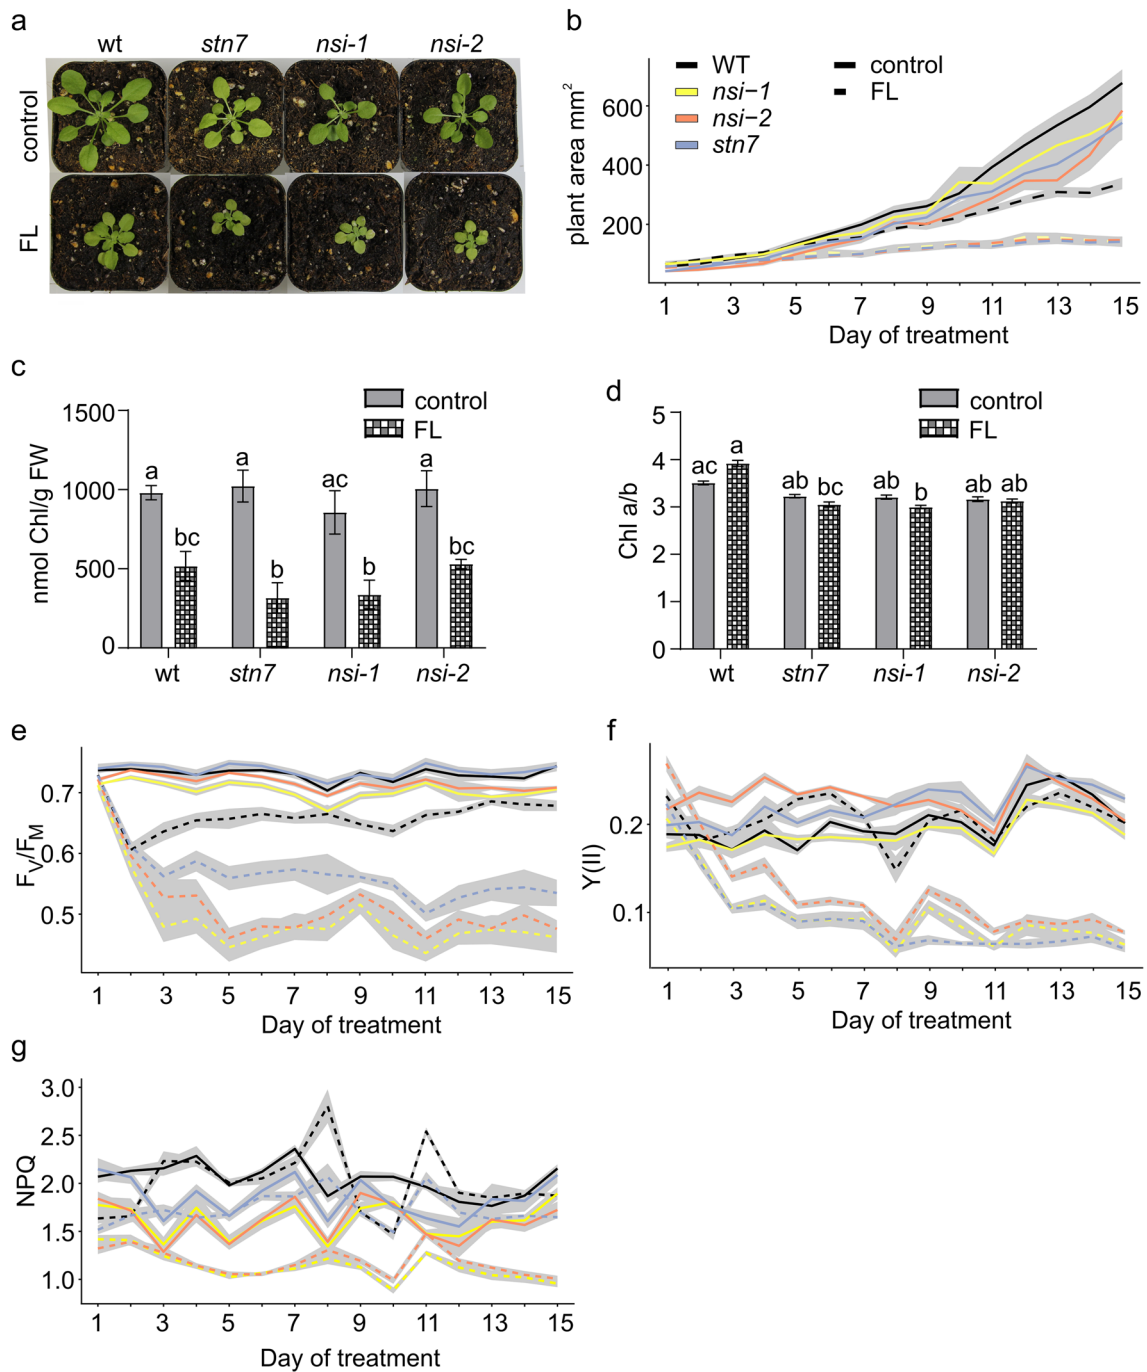 a
wt stn7 nsi-1 nsi-2
control
FL
b
WT
nsi-1
nsi-2
stn7
control
FL
plant area mm²
600
400
200
1 3 5 7 9 11 13 15
Day of treatment
c
control
FL
nmol Chl/g FW
1500
1000
500
0
a bc a b ac b a bc
wt stn7 nsi-1 nsi-2
d
control
FL
Chl a/b
5
4
3
2
1
0
ac a ab bc ab b ab ab
wt stn7 nsi-1 nsi-2
e
FV/FM
0.7
0.6
0.5
1 3 5 7 9 11 13 15
Day of treatment
f
Y(II)
0.2
0.1
1 3 5 7 9 11 13 15
Day of treatment
g
NPQ
3.0
2.5
2.0
1.5
1.0
1 3 5 7 9 11 13 15
Day of treatment